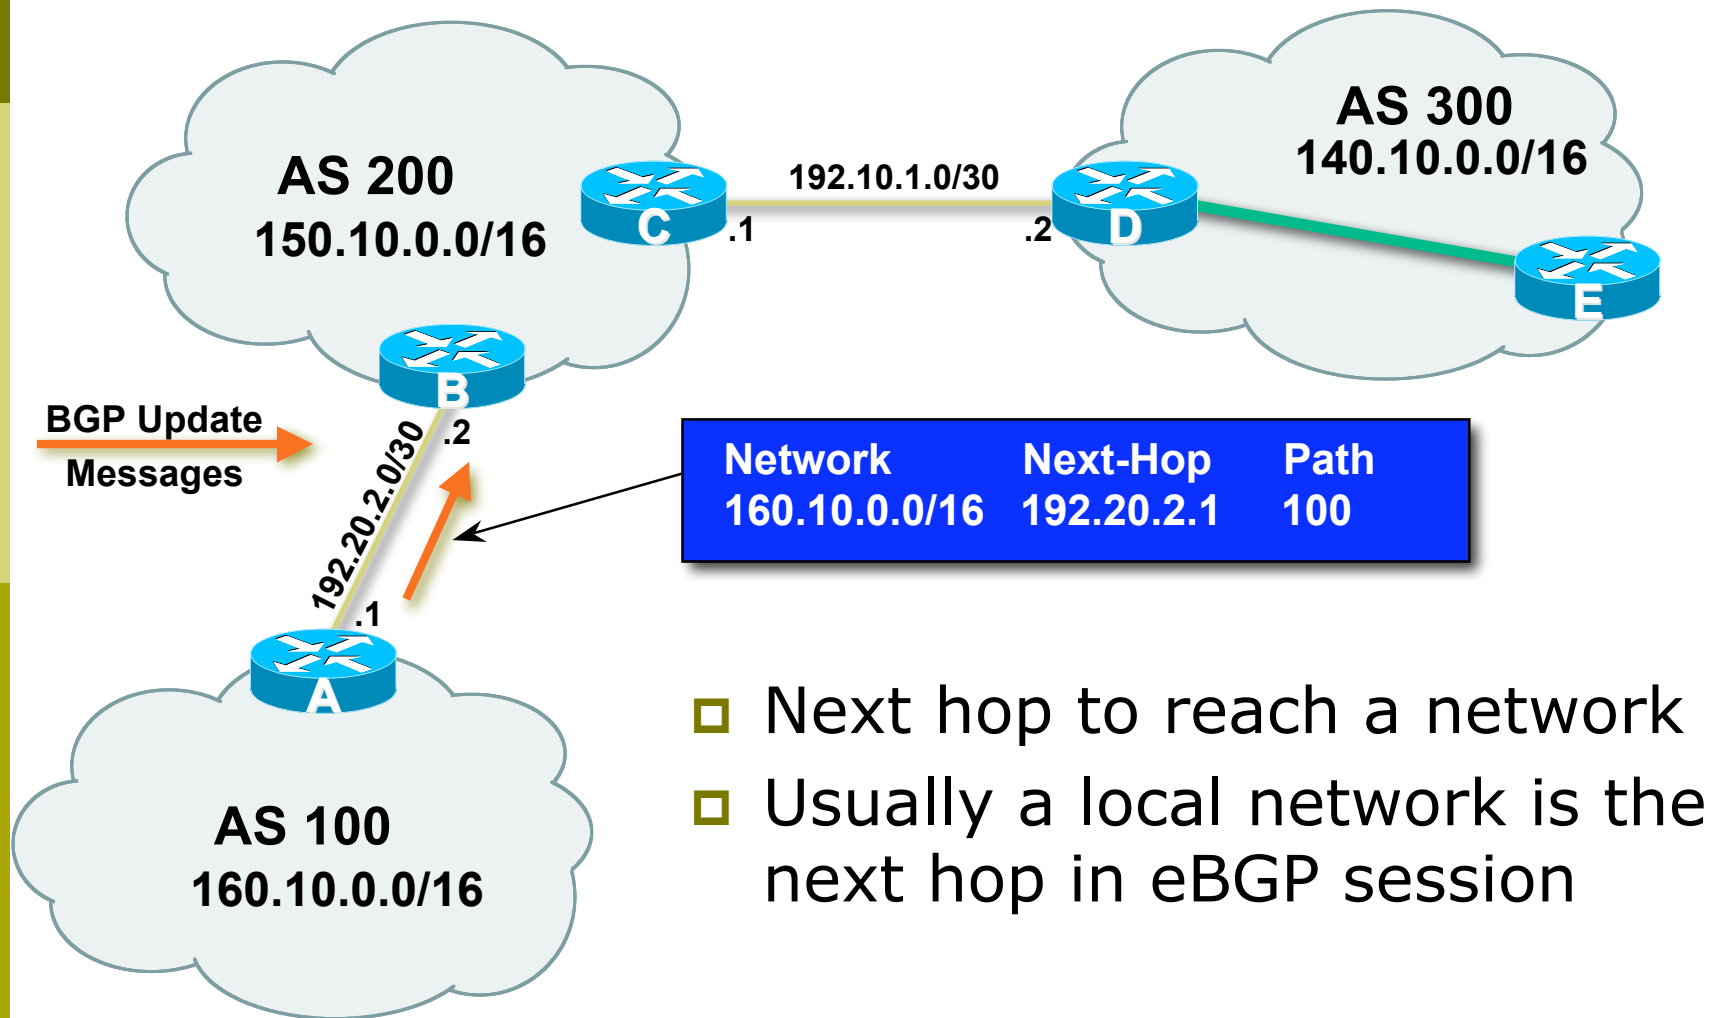 AS 200
150.10.0.0/16
C
192.10.1.0/30
.1
.2
D
AS 300
140.10.0.0/16
E
B
.2
BGP Update
Messages
192.20.2.0/30
.1
A
Network Next-Hop Path
160.10.0.0/16 192.20.2.1 100
AS 100
160.10.0.0/16
Next hop to reach a network
Usually a local network is the
next hop in eBGP session